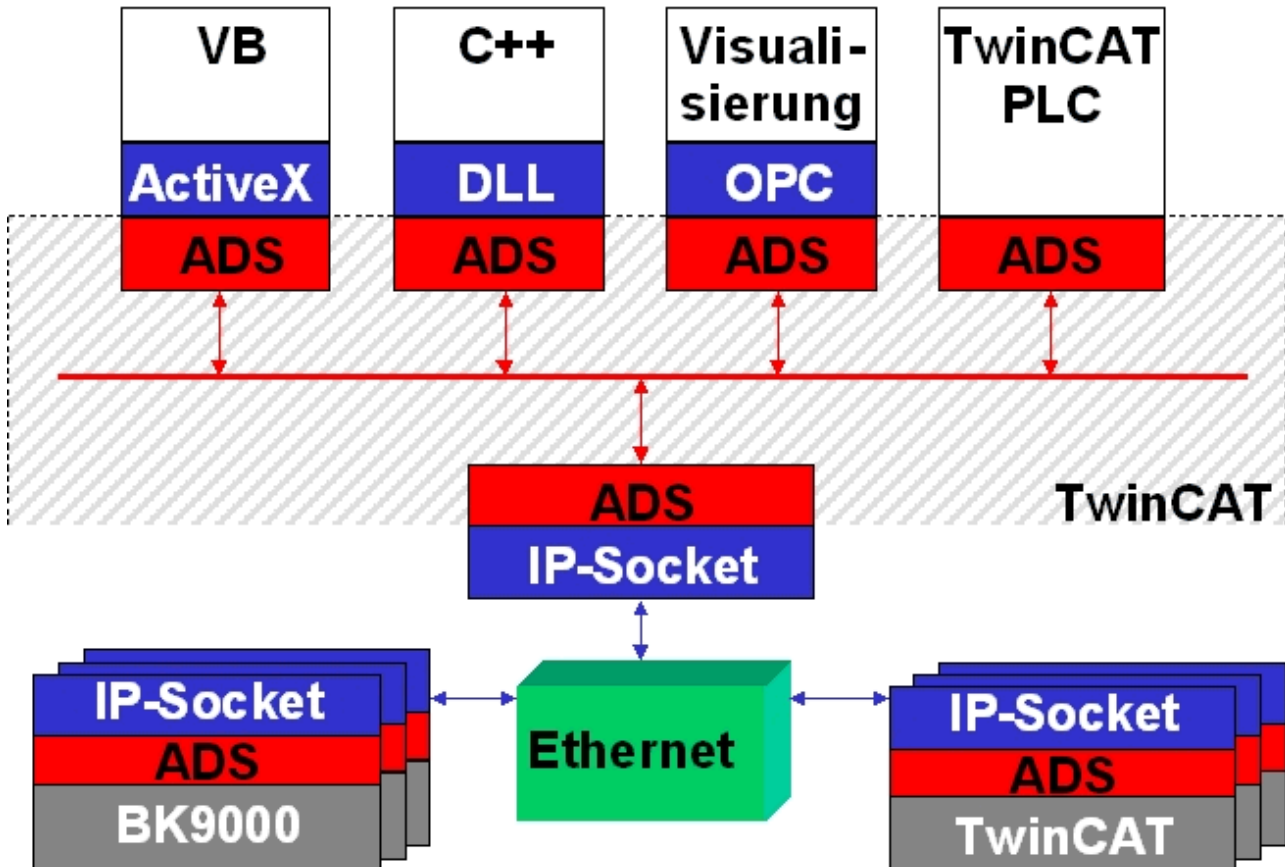 VB
C++
Visuali-
sierung
TwinCAT
PLC
ActiveX
DLL
OPC
ADS
ADS
ADS
ADS
ADS
TwinCAT
IP-Socket
IP-Socket
ADS
BK9000
Ethernet
IP-Socket
ADS
TwinCAT